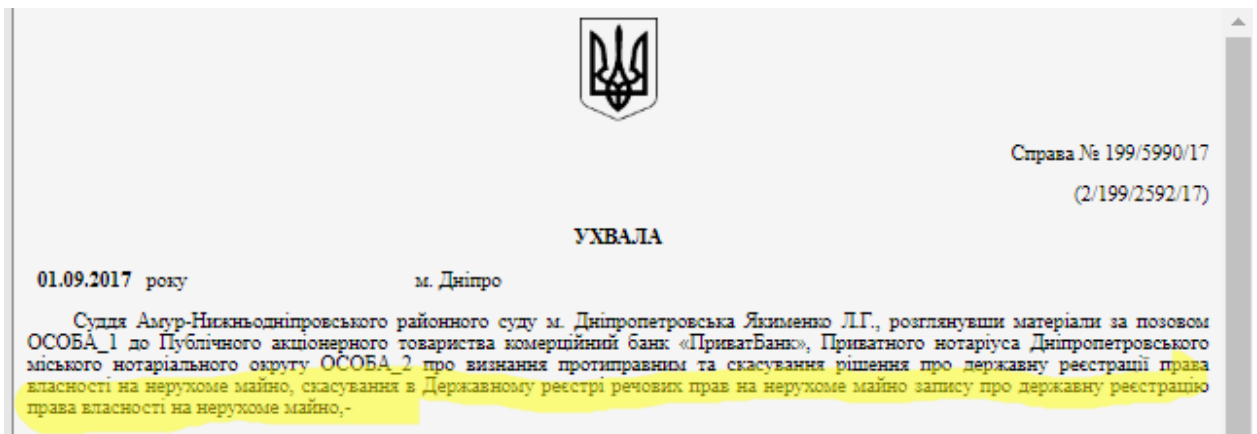 Справа № 199/5990/17
(2/199/2592/17)
УХВАЛА
01.09.2017 року м. Дніпро
Суддя Амур-Нижньодніпровського районного суду м. Дніпропетровська Якименко Л.Г., розглянувши матеріали за позовом
ОСОБА_1 до Публічного акціонерного товариства комерційний банк «ПриватБанк», Приватного нотаріуса Дніпропетровського
міського нотаріального округу ОСОБА_2 про визнання протиправним та скасування рішення про державну реєстрації права
власності на нерухоме майно, скасування в Державному реєстрі речових прав на нерухоме майно запису про державну реєстрацію
права власності на нерухоме майно,-